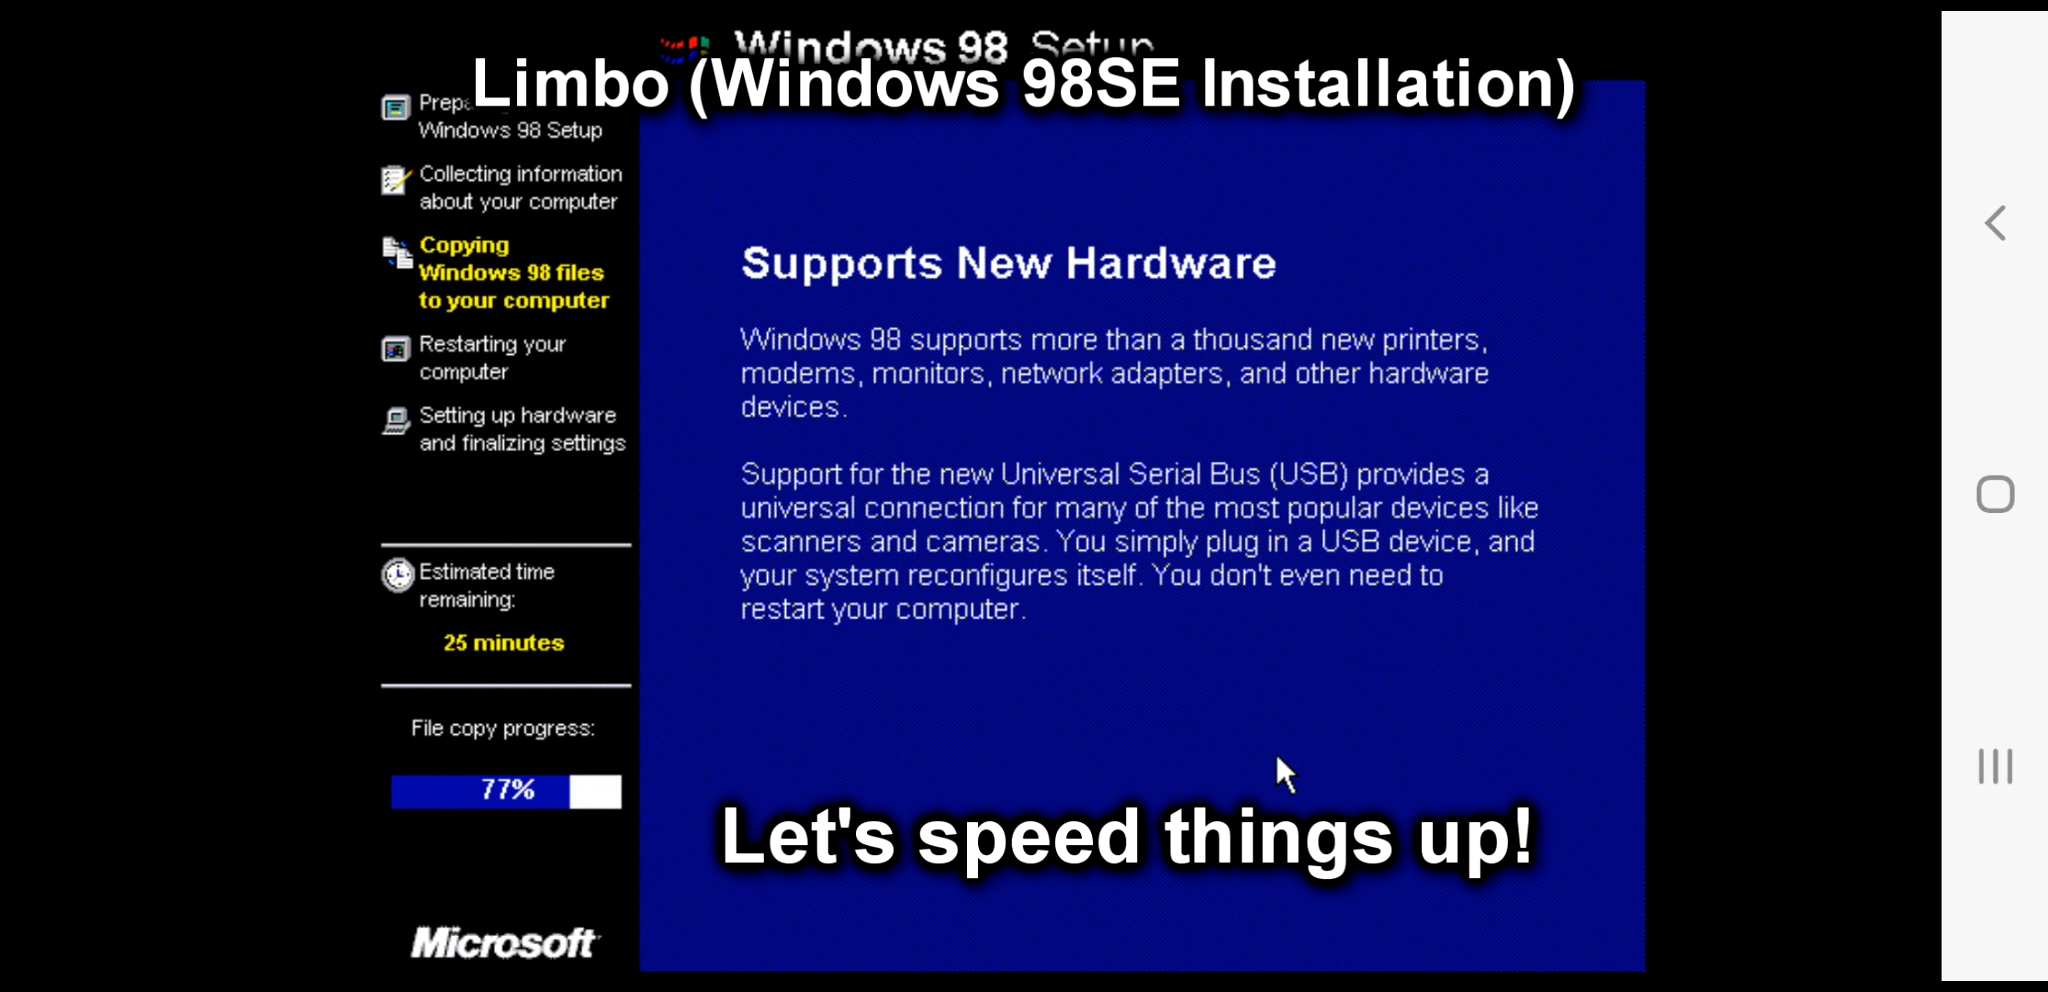 Windows 98 Setup
Limbo (Windows 98SE Installation)
Windows 98 Setup
Collecting information
about your computer
Copying
Windows 98 files
to your computer
Restarting your
computer
Setting up hardware
and finalizing settings
Estimated time
remaining:
25 minutes
File copy progress:
77%
Microsoft
Supports New Hardware
Windows 98 supports more than a thousand new printers,
modems, monitors, network adapters, and other hardware
devices.
Support for the new Universal Serial Bus (USB) provides a
universal connection for many of the most popular devices like
scanners and cameras. You simply plug in a USB device, and
your system reconfigures itself. You don't even need to
restart your computer.
Let's speed things up!